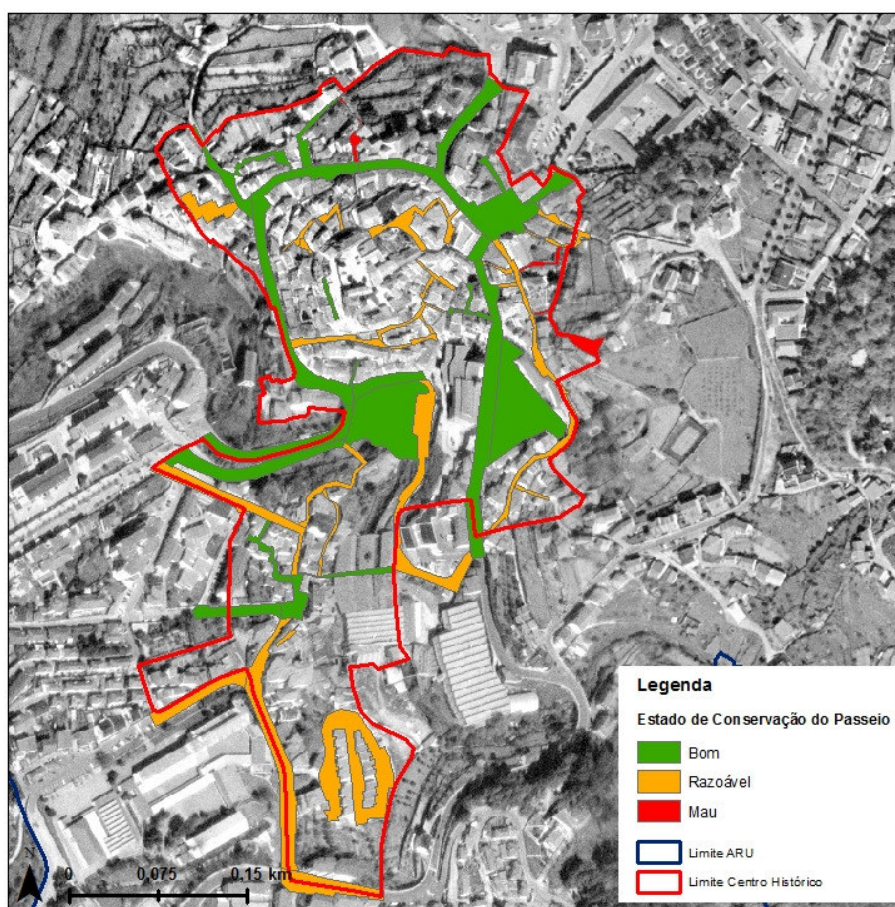 Legenda
Estado de Conservação do Passeio
Bom
Razoável
Mau
Limite ARU
Limite Centro Histórico
N
0 0,075 0,15 km